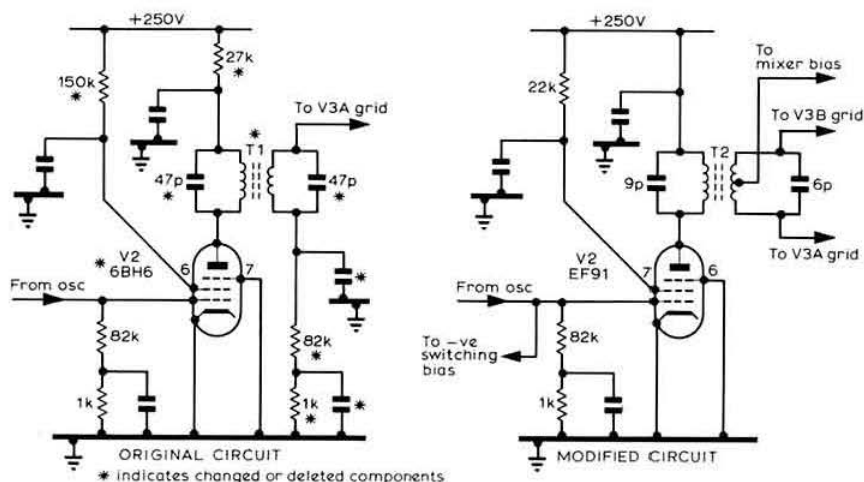 +250V
27k
*
150k
*
To V3A grid
*
T1
47p
*
47p
*
V2
* 6BH6
6
7
*
From osc
82k
82k
*
1k
1k
*
*
ORIGINAL CIRCUIT
* indicates changed or deleted components
+250V
To
mixer bias
22k
To V3B grid
T2
9p
6p
To V3A grid
V2
EF91
7
6
From osc
To -ve
switching
bias
82k
1k
MODIFIED CIRCUIT